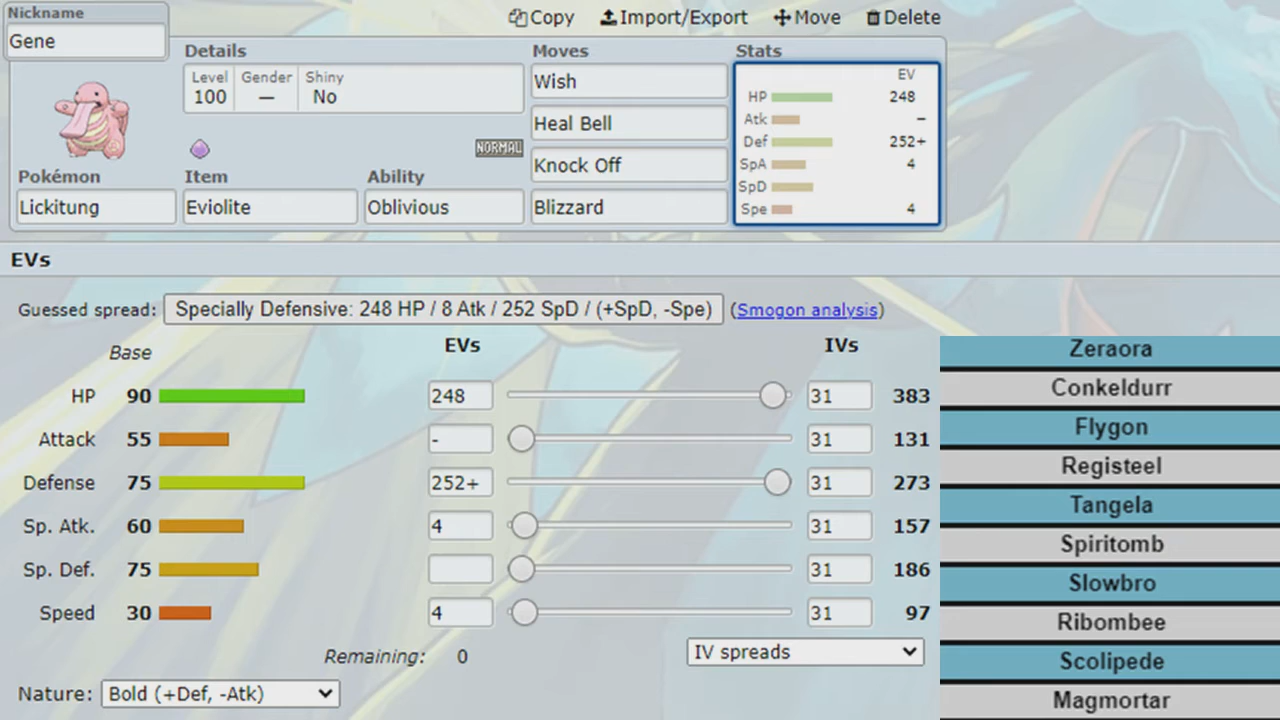 Nickname
Gene
Copy Import/Export Move Delete
Details
Level Gender Shiny
100 — No
NORMAL
Pokémon Item Ability
Lickitung Eviolite Oblivious
Moves
Wish
Heal Bell
Knock Off
Blizzard
Stats
EV
HP 248
Atk –
Def 252+
SpA 4
SpD
Spe 4
EVs
Guessed spread: Specially Defensive: 248 HP / 8 Atk / 252 SpD / (+SpD, -Spe) (Smogon analysis)
Base EVs IVs
HP 90 248 31 383
Attack 55 - 31 131
Defense 75 252+ 31 273
Sp. Atk. 60 4 31 157
Sp. Def. 75 31 186
Speed 30 4 31 97
Remaining: 0 IV spreads
Nature: Bold (+Def, -Atk)
Zeraora
Conkeldurr
Flygon
Registeel
Tangela
Spiritomb
Slowbro
Ribombee
Scolipede
Magmortar